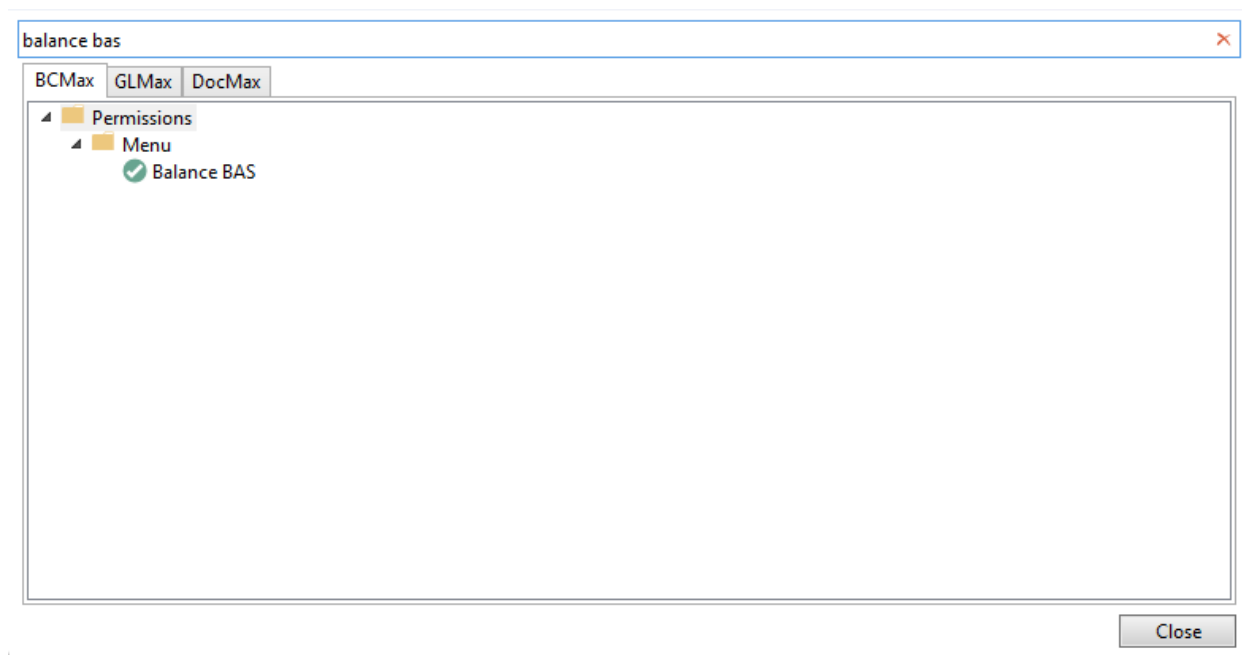 balance bas
BCMax GLMax DocMax
Permissions
Menu
Balance BAS
Close